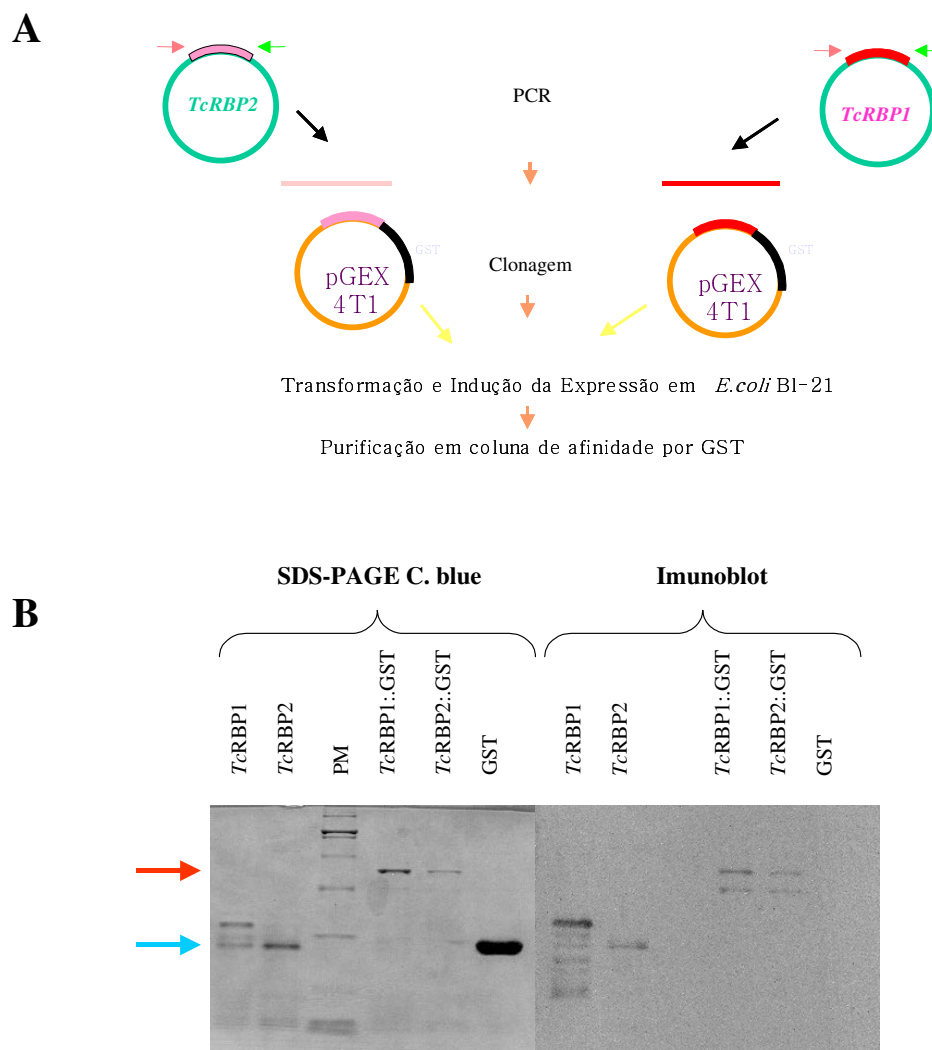 A
TcRBP2
PCR
TcRBP1
GST
GST
pGEX
4T1
Clonagem
pGEX
4T1
Transformação e Indução da Expressão em E.coli Bl-21
Purificação em coluna de afinidade por GST
SDS-PAGE C. blue
Imunoblot
B
TcRBP1
TcRBP2
PM
TcRBP1::GST
TcRBP2::GST
GST
TcRBP1
TcRBP2
TcRBP1::GST
TcRBP2::GST
GST